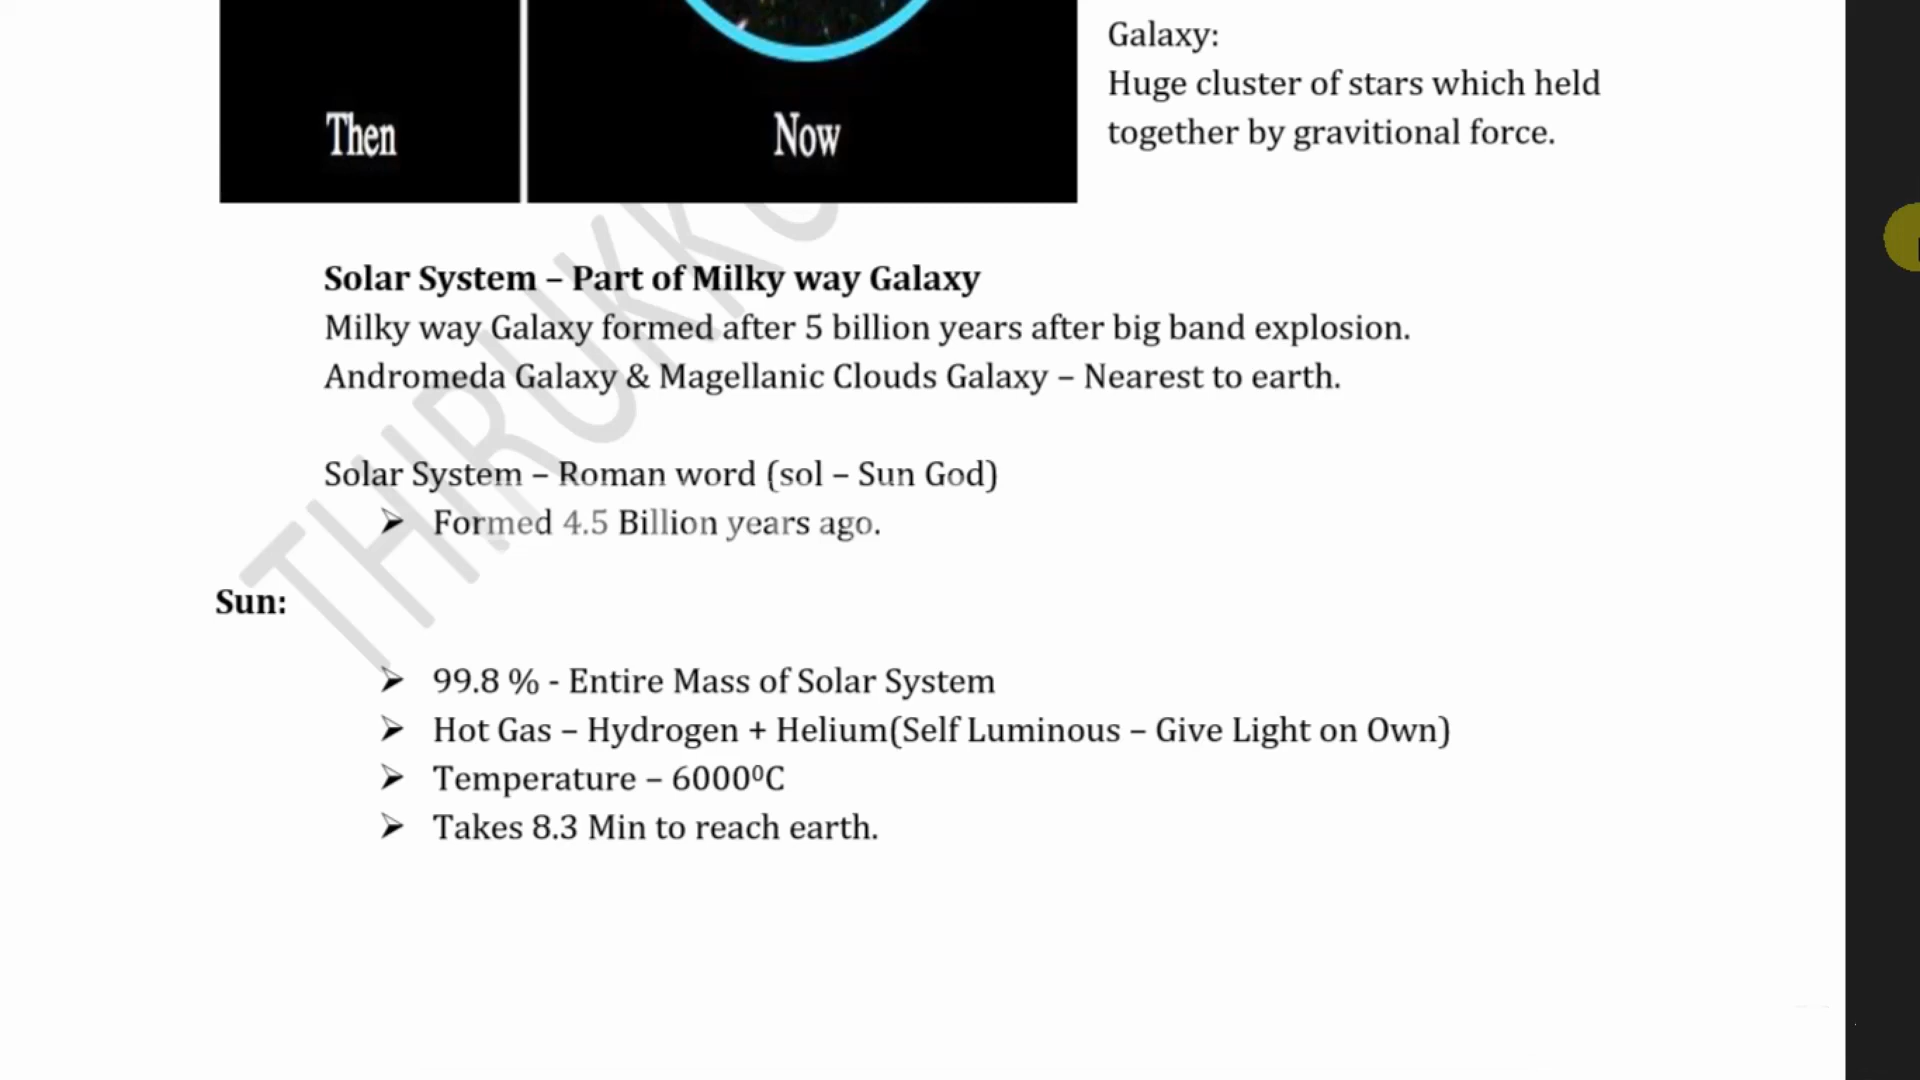 Galaxy:
Huge cluster of stars which held
together by gravitional force.
Then
Now
Solar System – Part of Milky way Galaxy
Milky way Galaxy formed after 5 billion years after big band explosion.
Andromeda Galaxy & Magellanic Clouds Galaxy – Nearest to earth.
Solar System – Roman word (sol – Sun God)
➢ Formed 4.5 Billion years ago.
Sun:
➢ 99.8 % - Entire Mass of Solar System
➢ Hot Gas – Hydrogen + Helium(Self Luminous – Give Light on Own)
➢ Temperature – 6000⁰C
➢ Takes 8.3 Min to reach earth.